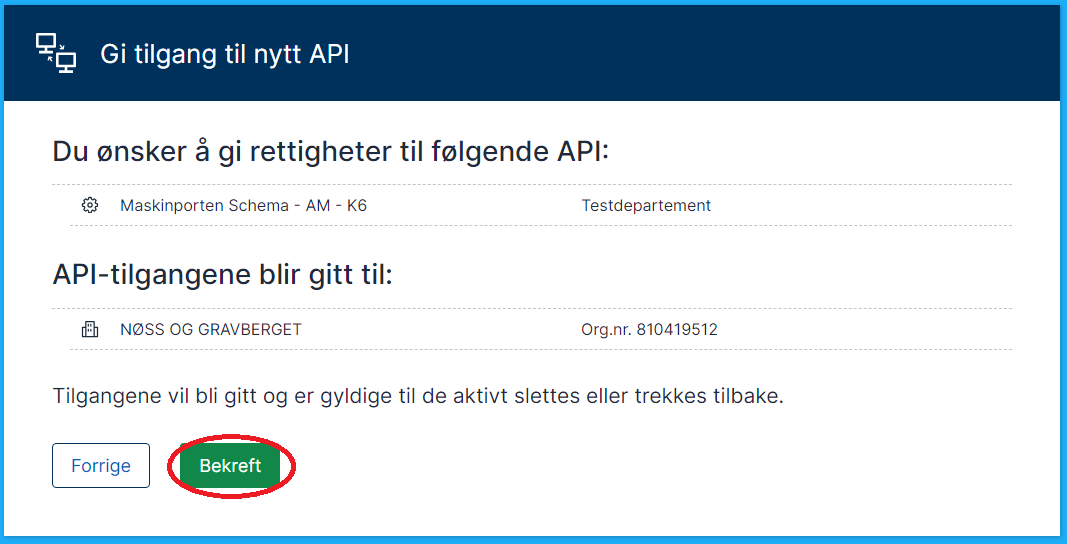 Gi tilgang til nytt API
Du ønsker å gi rettigheter til følgende API:
Maskinporten Schema - AM - K6 Testdepartement
API-tilgangene blir gitt til:
NØSS OG GRAVBERGET Org.nr. 810419512
Tilgangene vil bli gitt og er gyldige til de aktivt slettes eller trekkes tilbake.
Forrige Bekreft